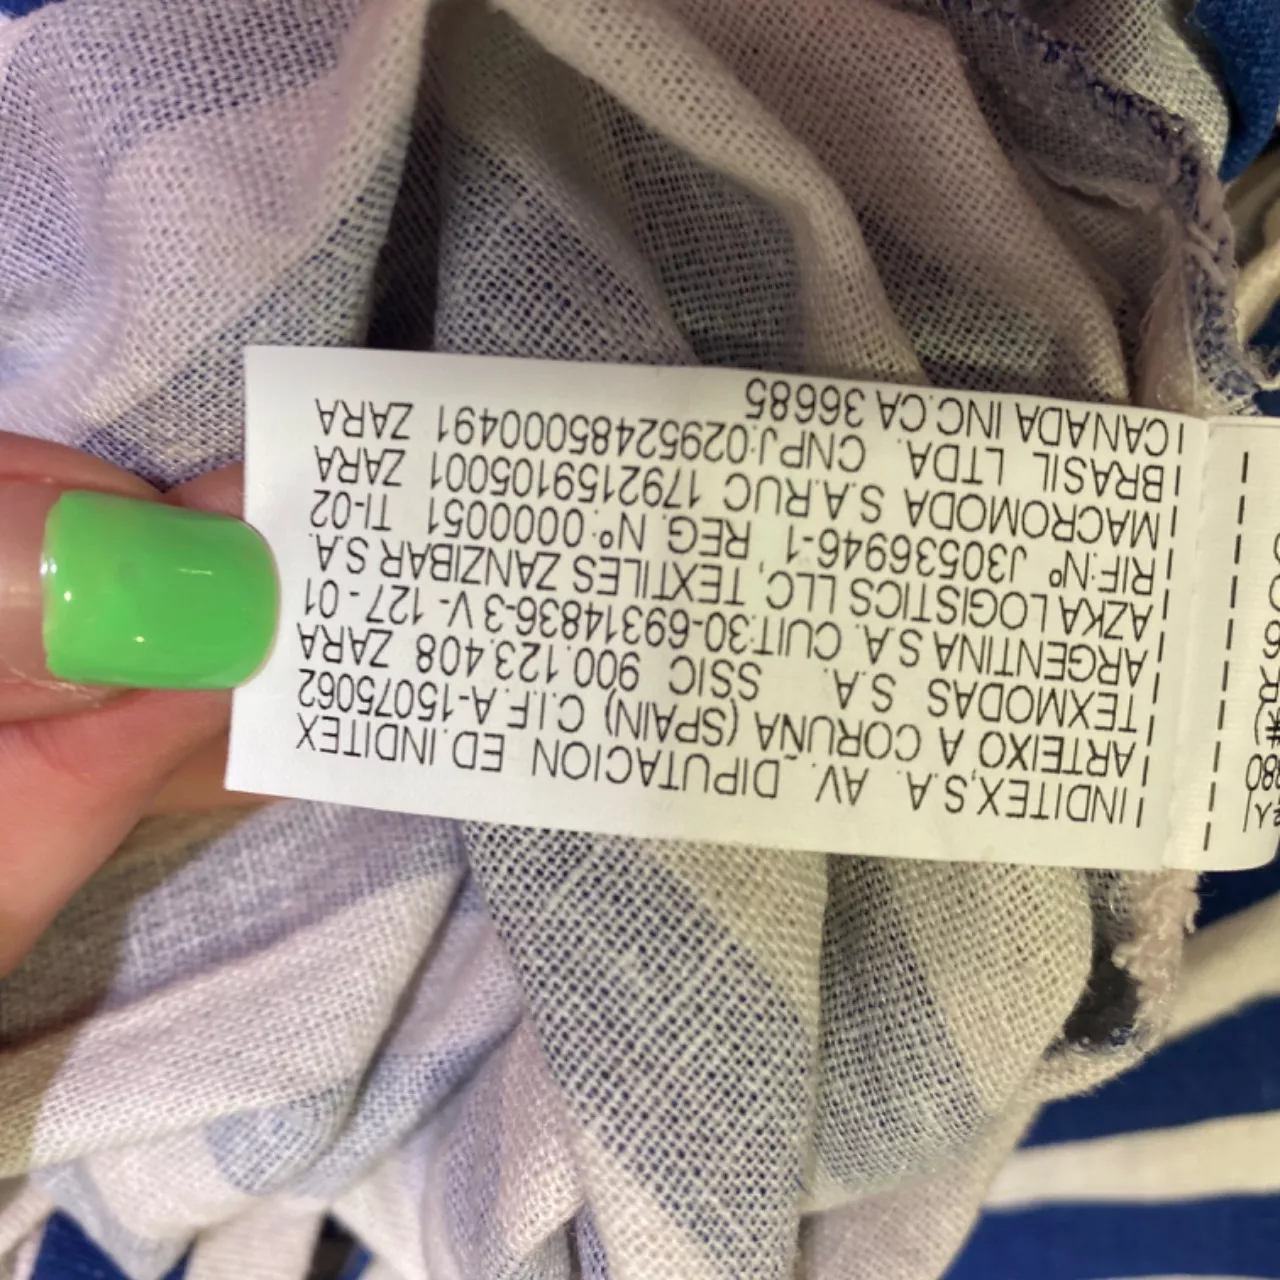 INDITEX,S.A. AV. DIPUTACION ED.INDITEX
ARTEIXO A CORUÑA (SPAIN) C.I.F.A-15075062
TEXMODAS S.A. SSIC 900.123.408 ZARA
ARGENTINA S.A. CUIT:30-69314836-3 V- 127 - 01
AZKA LOGISTICS LLC, TEXTILES ZANZIBAR S.A.
RIF:Nº J30536946-1 REG. Nº:0000051 TI-02
MACROMODA S.A.RUC 1792159105001 ZARA
BRASIL LTDA. CNPJ:02952485000491 ZARA
CANADA INC.CA 36685